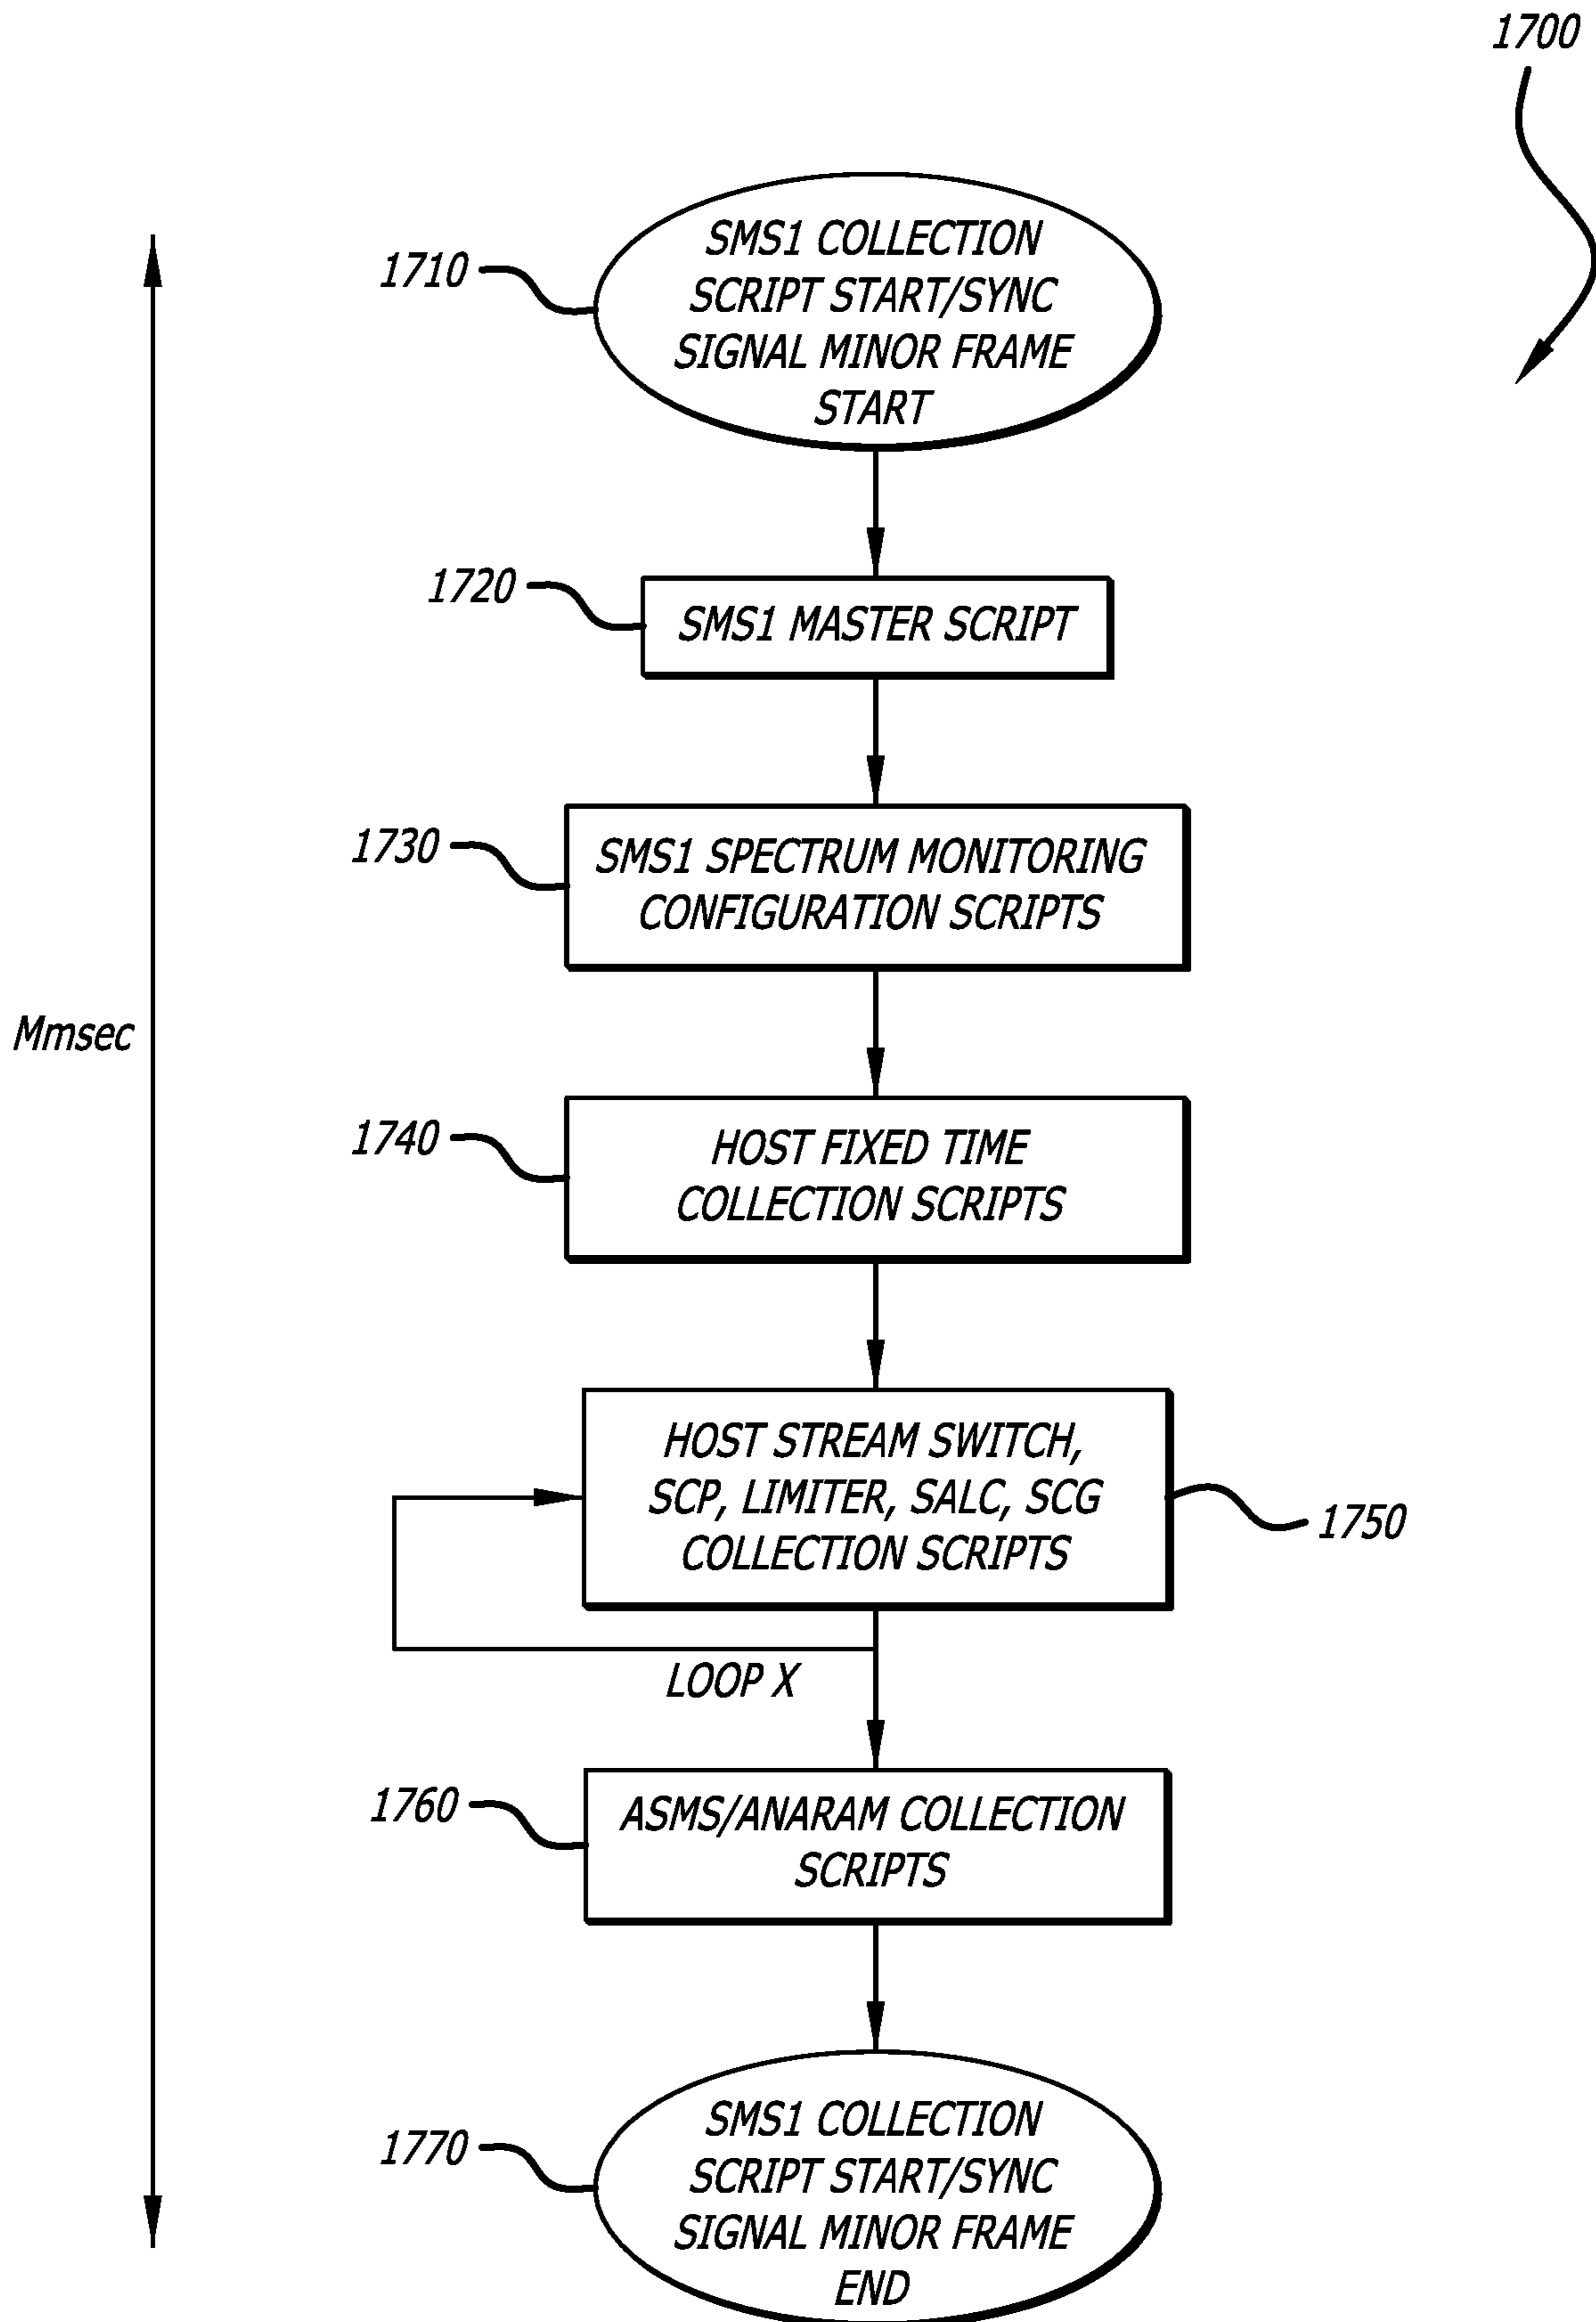 1700
1710
SMS1 COLLECTION
SCRIPT START/SYNC
SIGNAL MINOR FRAME
START
1720
SMS1 MASTER SCRIPT
1730
SMS1 SPECTRUM MONITORING
CONFIGURATION SCRIPTS
Mmsec
1740
HOST FIXED TIME
COLLECTION SCRIPTS
HOST STREAM SWITCH,
SCP, LIMITER, SALC, SCG
COLLECTION SCRIPTS
1750
LOOP X
1760
ASMS/ANARAM COLLECTION
SCRIPTS
1770
SMS1 COLLECTION
SCRIPT START/SYNC
SIGNAL MINOR FRAME
END